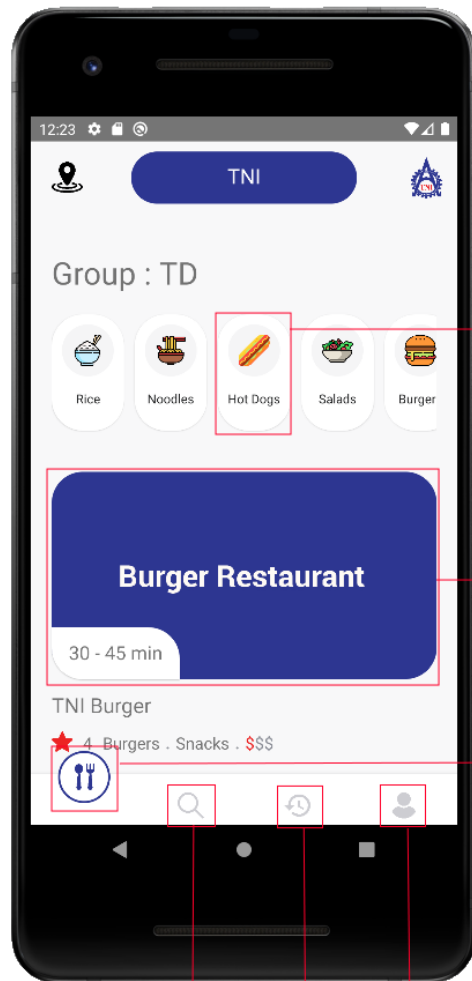 12:23
TNI
TNI
Group : TD
Rice
Noodles
Hot Dogs
Salads
Burger
Burger Restaurant
30 - 45 min
TNI Burger
4 Burgers . Snacks . $$$